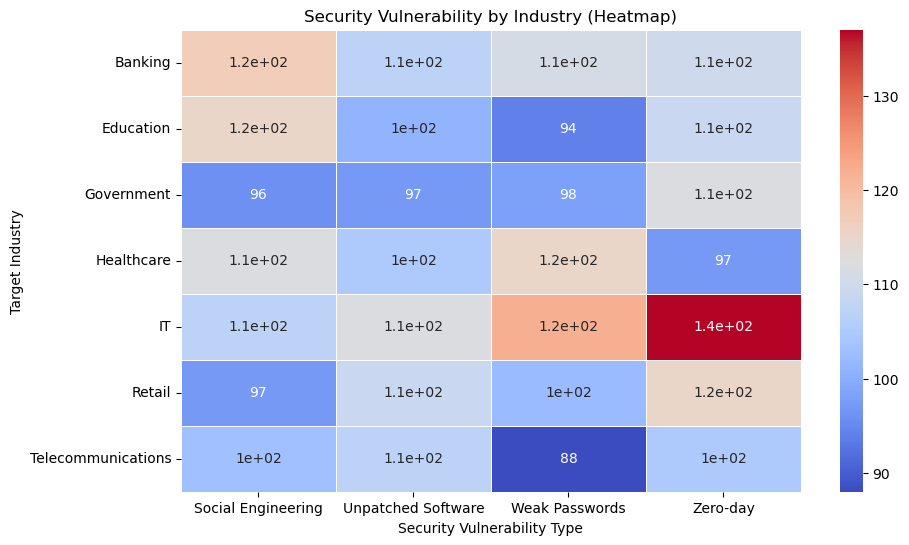 Security Vulnerability by Industry (Heatmap)
Target Industry
Banking 1.2e+02 1.1e+02 1.1e+02 1.1e+02
Education 1.2e+02 1e+02 94 1.1e+02
Government 96 97 98 1.1e+02
Healthcare 1.1e+02 1e+02 1.2e+02 97
IT 1.1e+02 1.1e+02 1.2e+02 1.4e+02
Retail 97 1.1e+02 1e+02 1.2e+02
Telecommunications 1e+02 1.1e+02 88 1e+02
Social Engineering Unpatched Software Weak Passwords Zero-day
Security Vulnerability Type
130
120
110
100
90